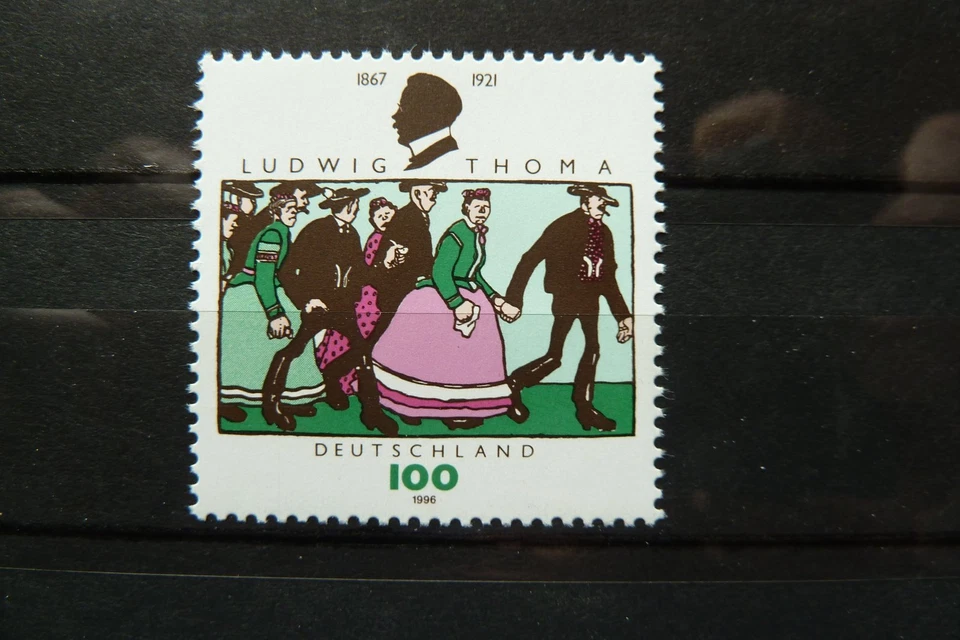 1867 1921
LUDWIG THOMA
DEUTSCHLAND
100
1996